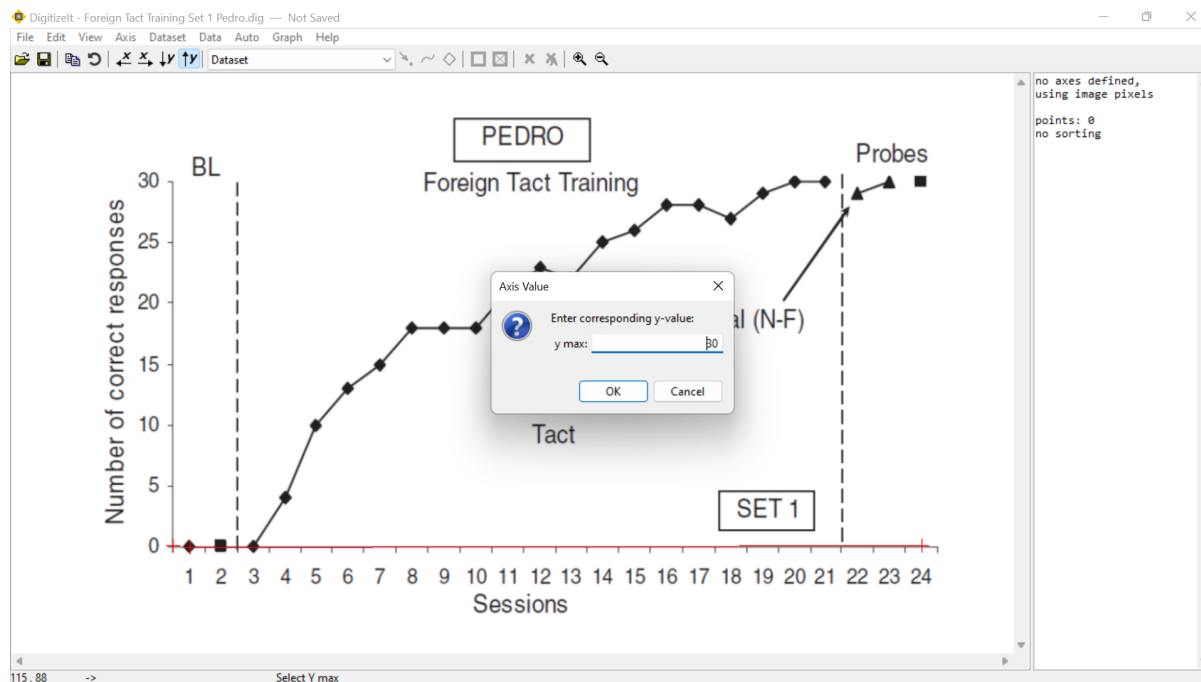 DigitizeIt - Foreign Tact Training Set 1 Pedro.dig — Not Saved
File Edit View Axis Dataset Data Auto Graph Help
Dataset
no axes defined,
using image pixels
points: 0
no sorting
PEDRO
BL
Foreign Tact Training
Probes
Number of correct responses
30
25
20
15
10
5
0
Axis Value
Enter corresponding y-value:
y max: 30
OK Cancel
al (N-F)
Tact
SET 1
1 2 3 4 5 6 7 8 9 10 11 12 13 14 15 16 17 18 19 20 21 22 23 24
Sessions
115, 88 -> Select Y max